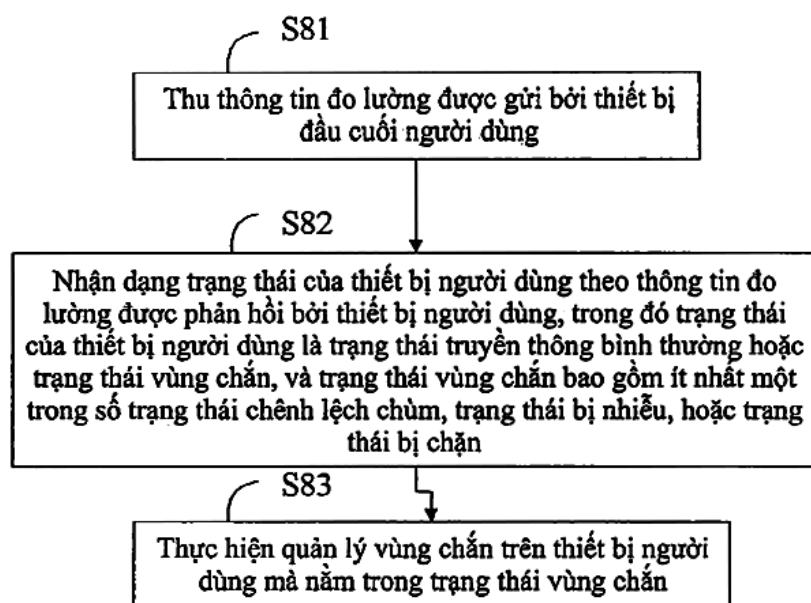 S81
Thu thông tin đo lường được gửi bởi thiết bị
đầu cuối người dùng
S82
Nhận dạng trạng thái của thiết bị người dùng theo thông tin đo
lường được phản hồi bởi thiết bị người dùng, trong đó trạng thái
của thiết bị người dùng là trạng thái truyền thông bình thường hoặc
trạng thái vùng chắn, và trạng thái vùng chắn bao gồm ít nhất một
trong số trạng thái chênh lệch chùm, trạng thái bị nhiễu, hoặc trạng
thái bị chặn
S83
Thực hiện quản lý vùng chắn trên thiết bị người
dùng mà nằm trong trạng thái vùng chắn